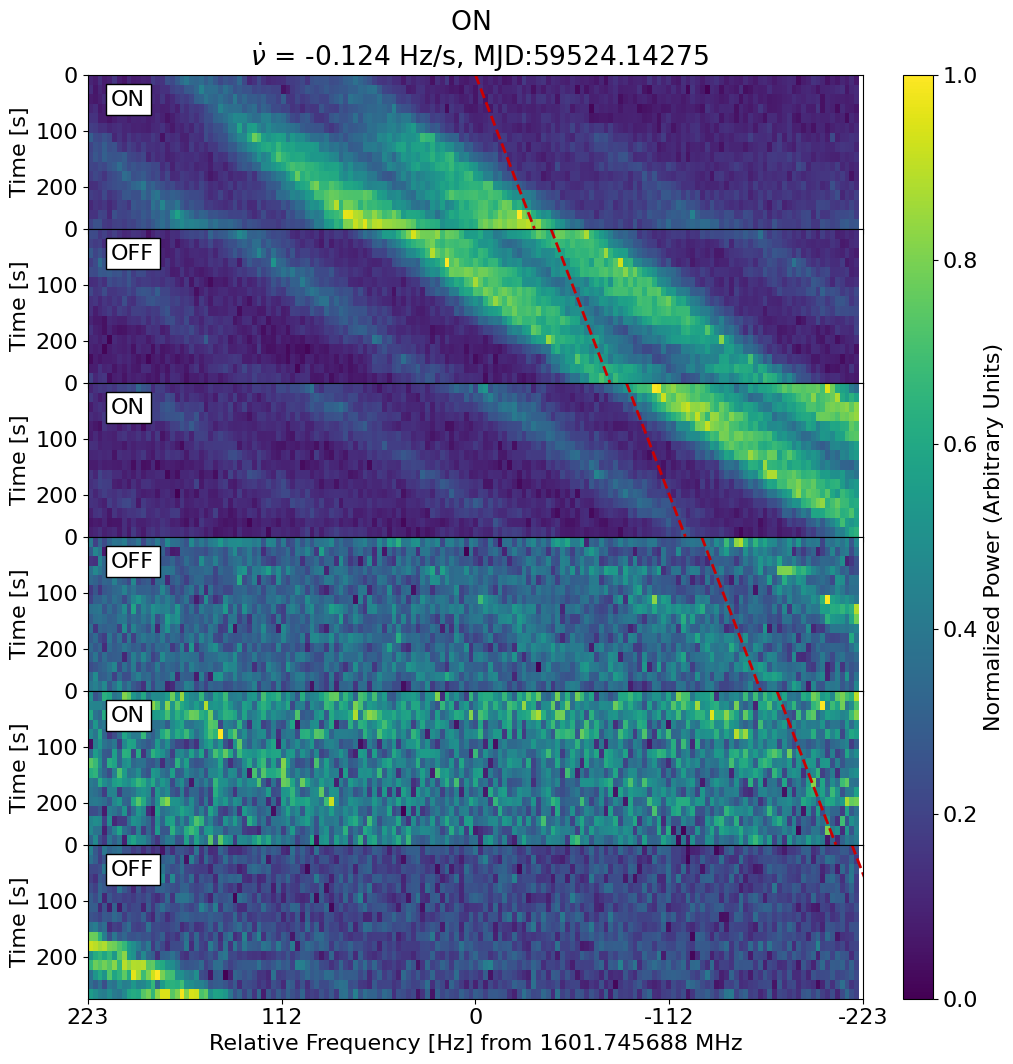 ON
ν̇ = -0.124 Hz/s, MJD:59524.14275
0
ON
100
Time [s]
200
0
OFF
100
Time [s]
200
0
ON
100
Time [s]
200
0
OFF
100
Time [s]
200
0
ON
100
Time [s]
200
0
OFF
100
Time [s]
200
223 112 0 -112 -223
Relative Frequency [Hz] from 1601.745688 MHz
1.0
0.8
0.6
0.4
0.2
0.0
Normalized Power (Arbitrary Units)